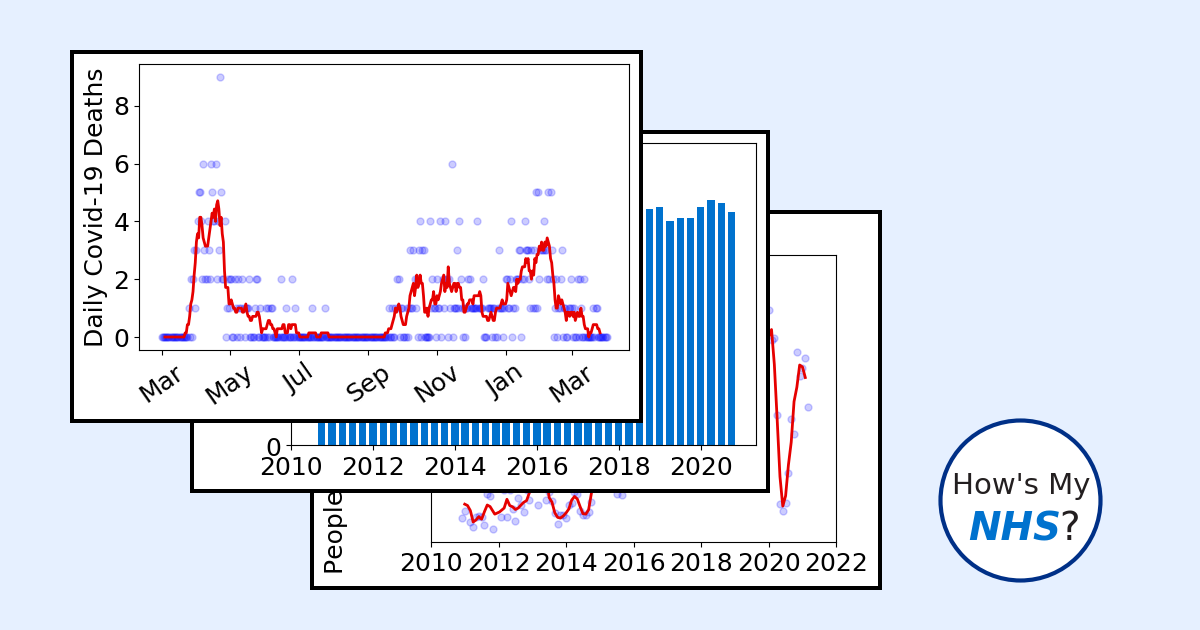 Daily Covid-19 Deaths
8
6
4
2
0
Mar May Jul Sep Nov Jan Mar
0
2010 2012 2014 2016 2018 2020
People
2010 2012 2014 2016 2018 2020 2022
How's My
NHS?